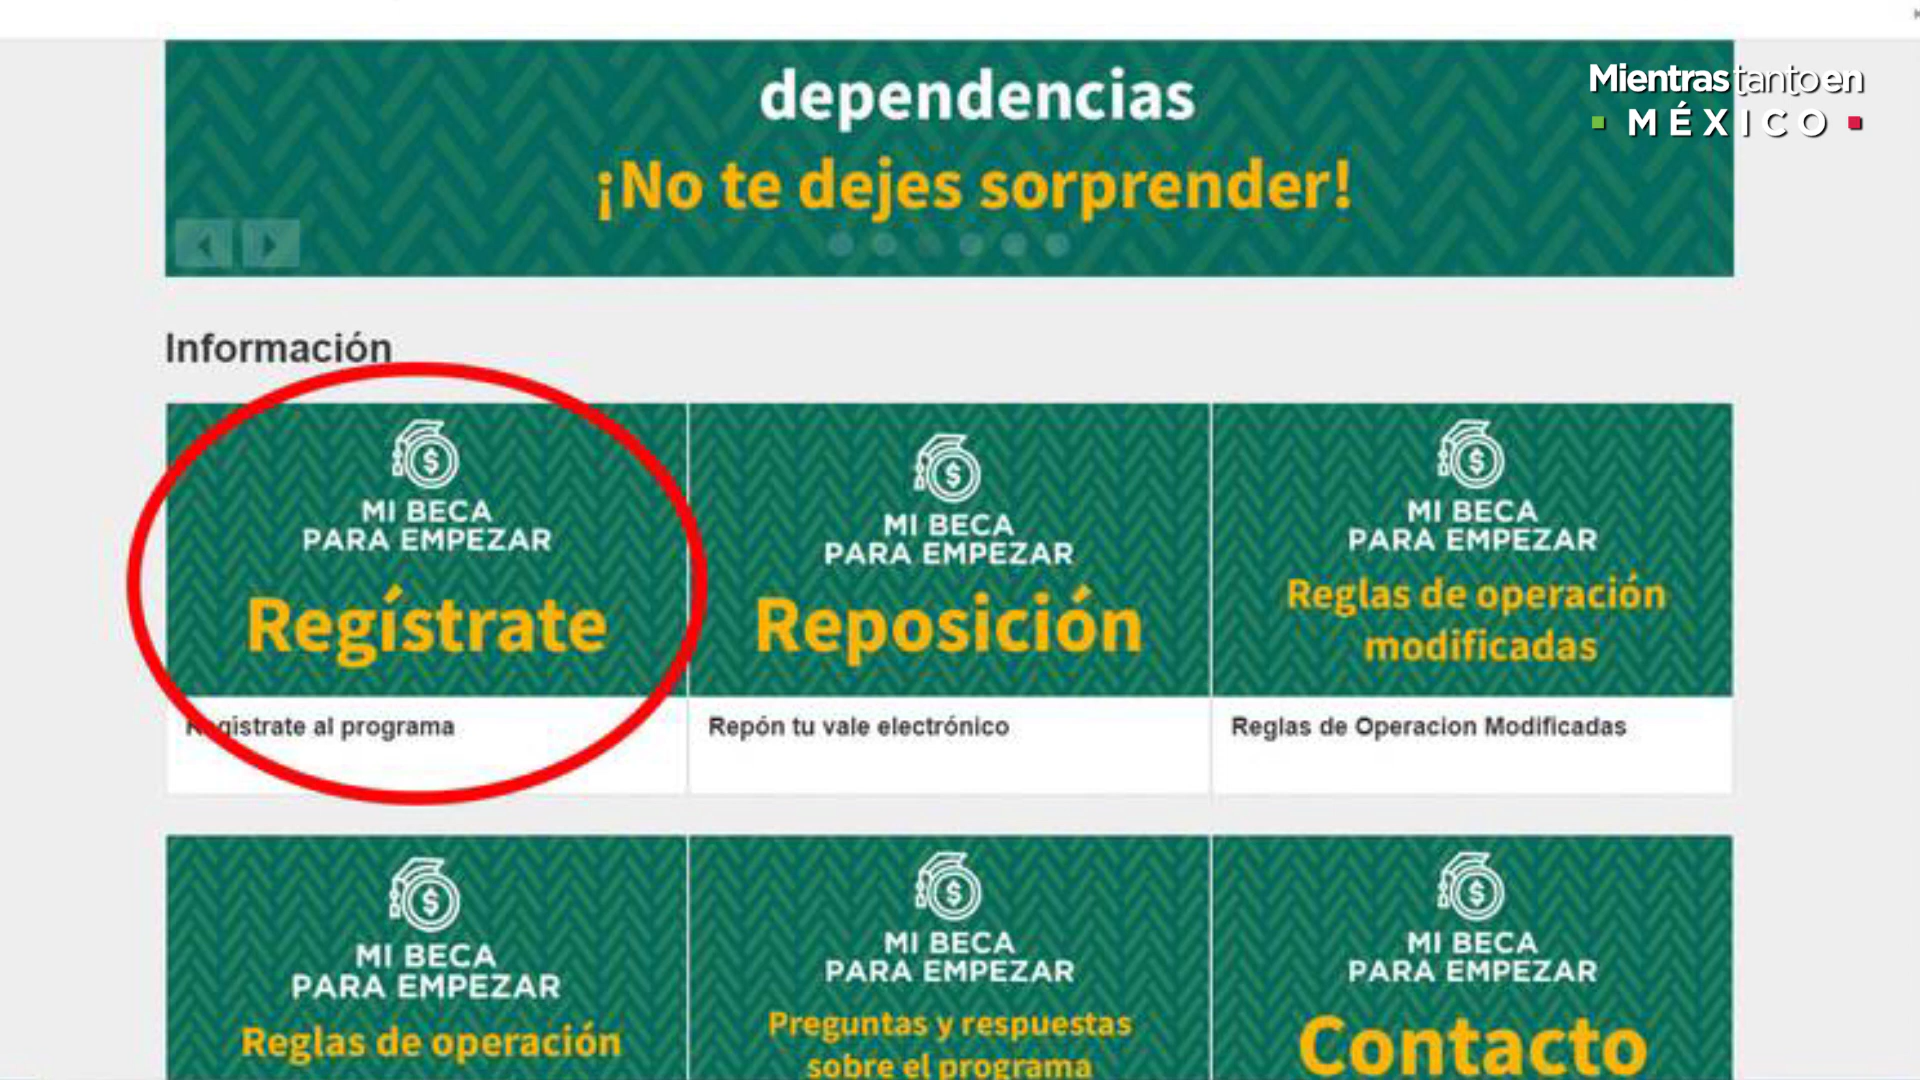 dependencias
¡No te dejes sorprender!
Mientras tanto en
MÉXICO
Información
MI BECA
PARA EMPEZAR
Regístrate
Regístrate al programa
MI BECA
PARA EMPEZAR
Reposición
Repón tu vale electrónico
MI BECA
PARA EMPEZAR
Reglas de operación
modificadas
Reglas de Operacion Modificadas
MI BECA
PARA EMPEZAR
Reglas de operación
MI BECA
PARA EMPEZAR
Preguntas y respuestas
sobre el programa
MI BECA
PARA EMPEZAR
Contacto